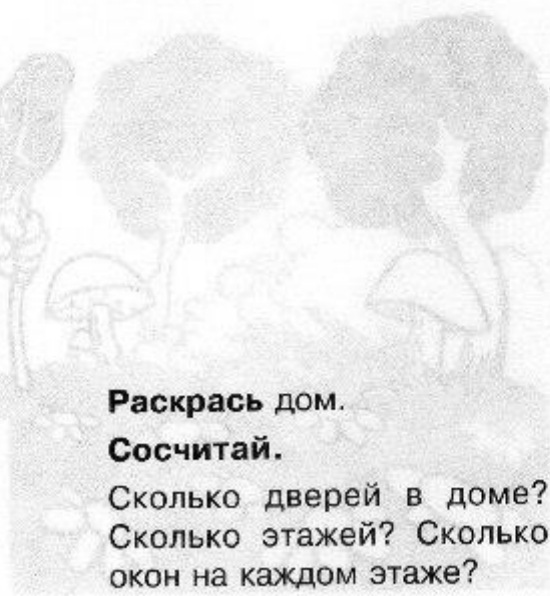 Раскрась дом.
Сосчитай.
Сколько дверей в доме?
Сколько этажей? Сколько
окон на каждом этаже?